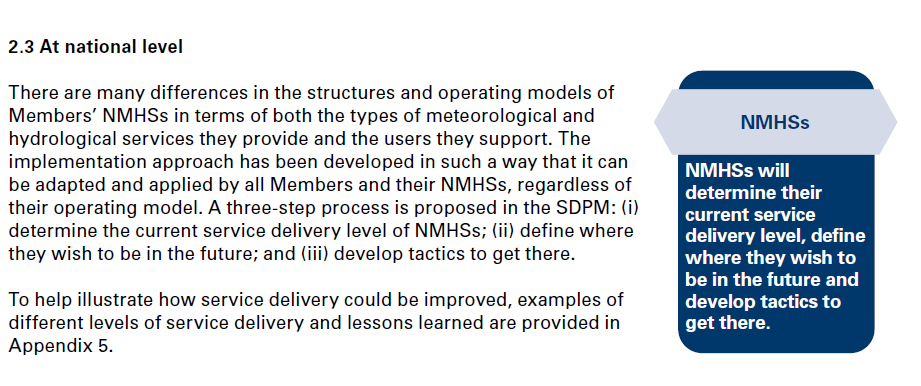 2.3 At national level
There are many differences in the structures and operating models of
Members’ NMHSs in terms of both the types of meteorological and
hydrological services they provide and the users they support. The
implementation approach has been developed in such a way that it can
be adapted and applied by all Members and their NMHSs, regardless of
their operating model. A three-step process is proposed in the SDPM: (i)
determine the current service delivery level of NMHSs; (ii) define where
they wish to be in the future; and (iii) develop tactics to get there.
To help illustrate how service delivery could be improved, examples of
different levels of service delivery and lessons learned are provided in
Appendix 5.
NMHSs
NMHSs will
determine their
current service
delivery level, define
where they wish to
be in the future and
develop tactics to
get there.